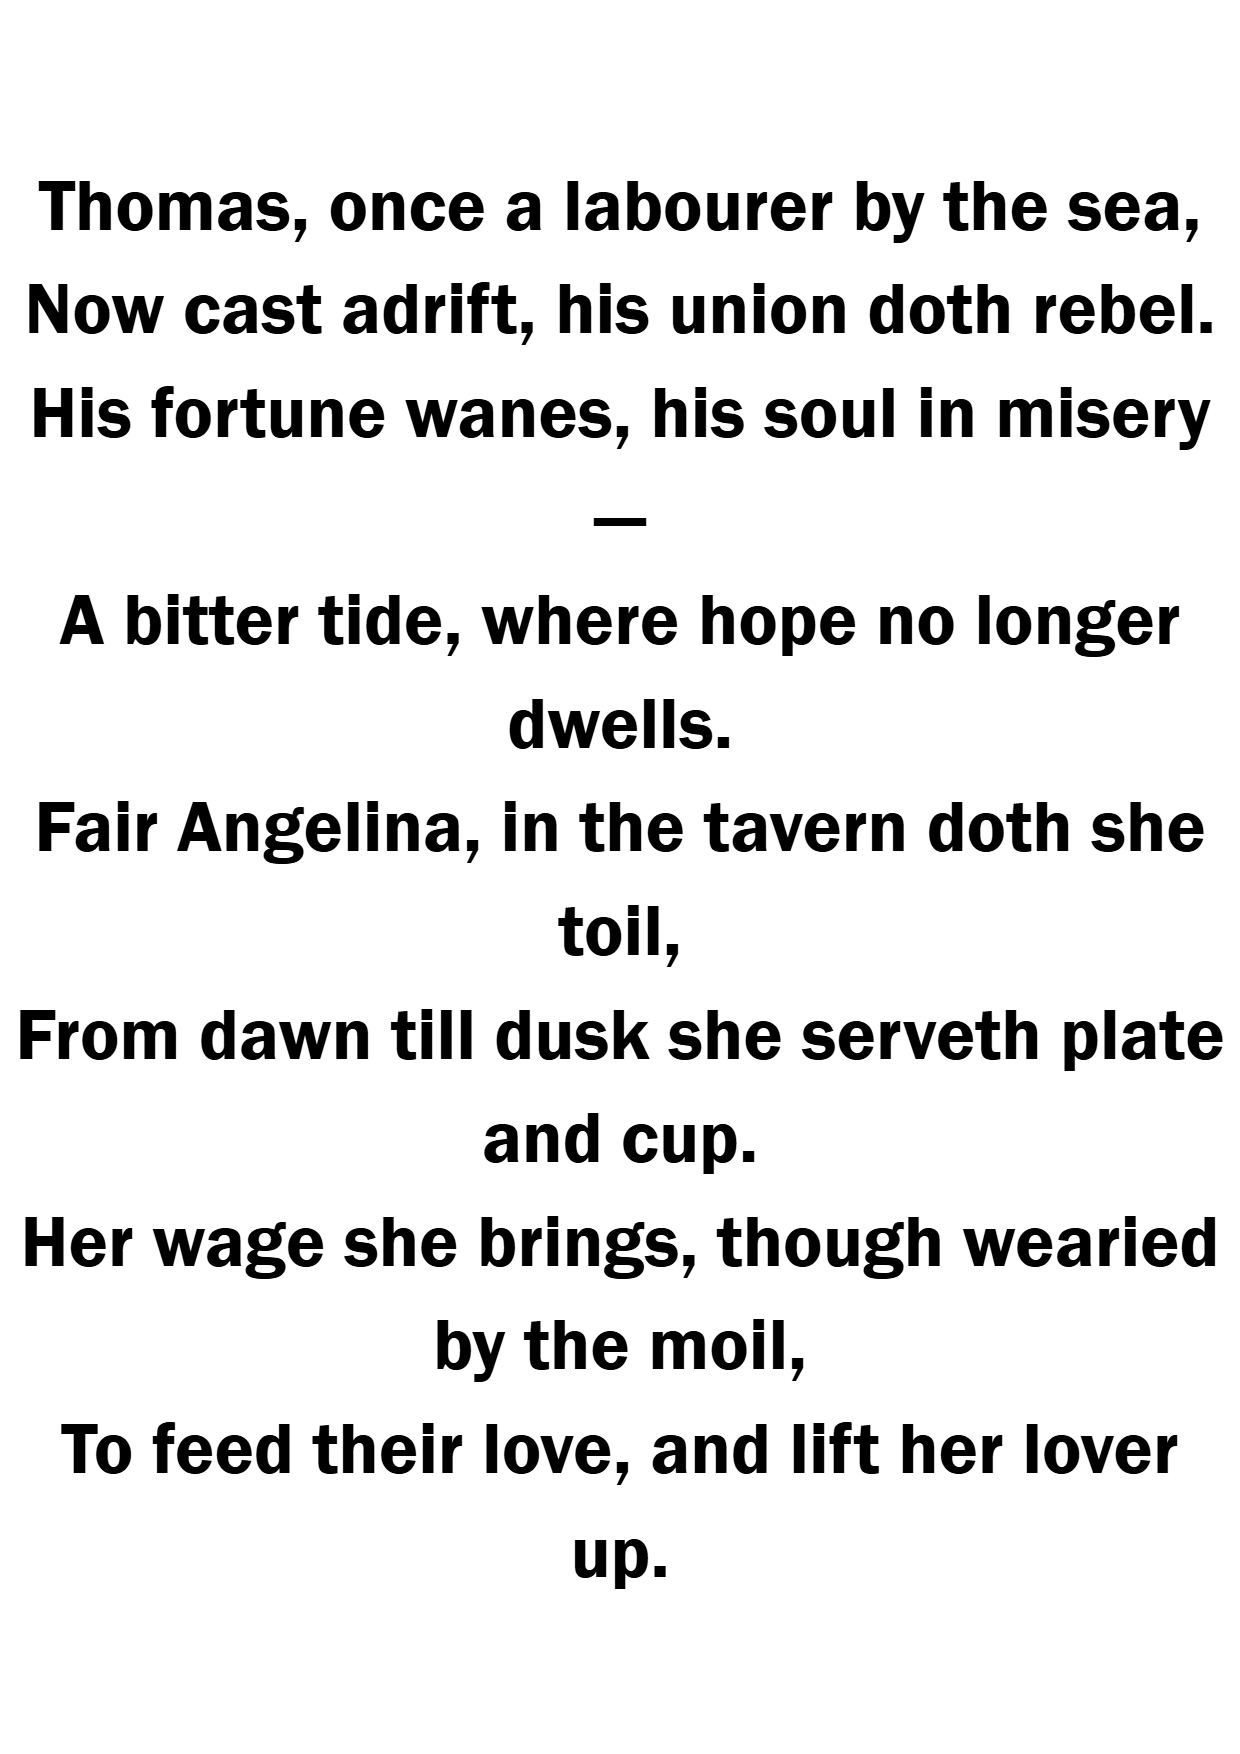 Thomas, once a labourer by the sea,
Now cast adrift, his union doth rebel.
His fortune wanes, his soul in misery
—
A bitter tide, where hope no longer
dwells.
Fair Angelina, in the tavern doth she
toil,
From dawn till dusk she serveth plate
and cup.
Her wage she brings, though wearied
by the moil,
To feed their love, and lift her lover
up.